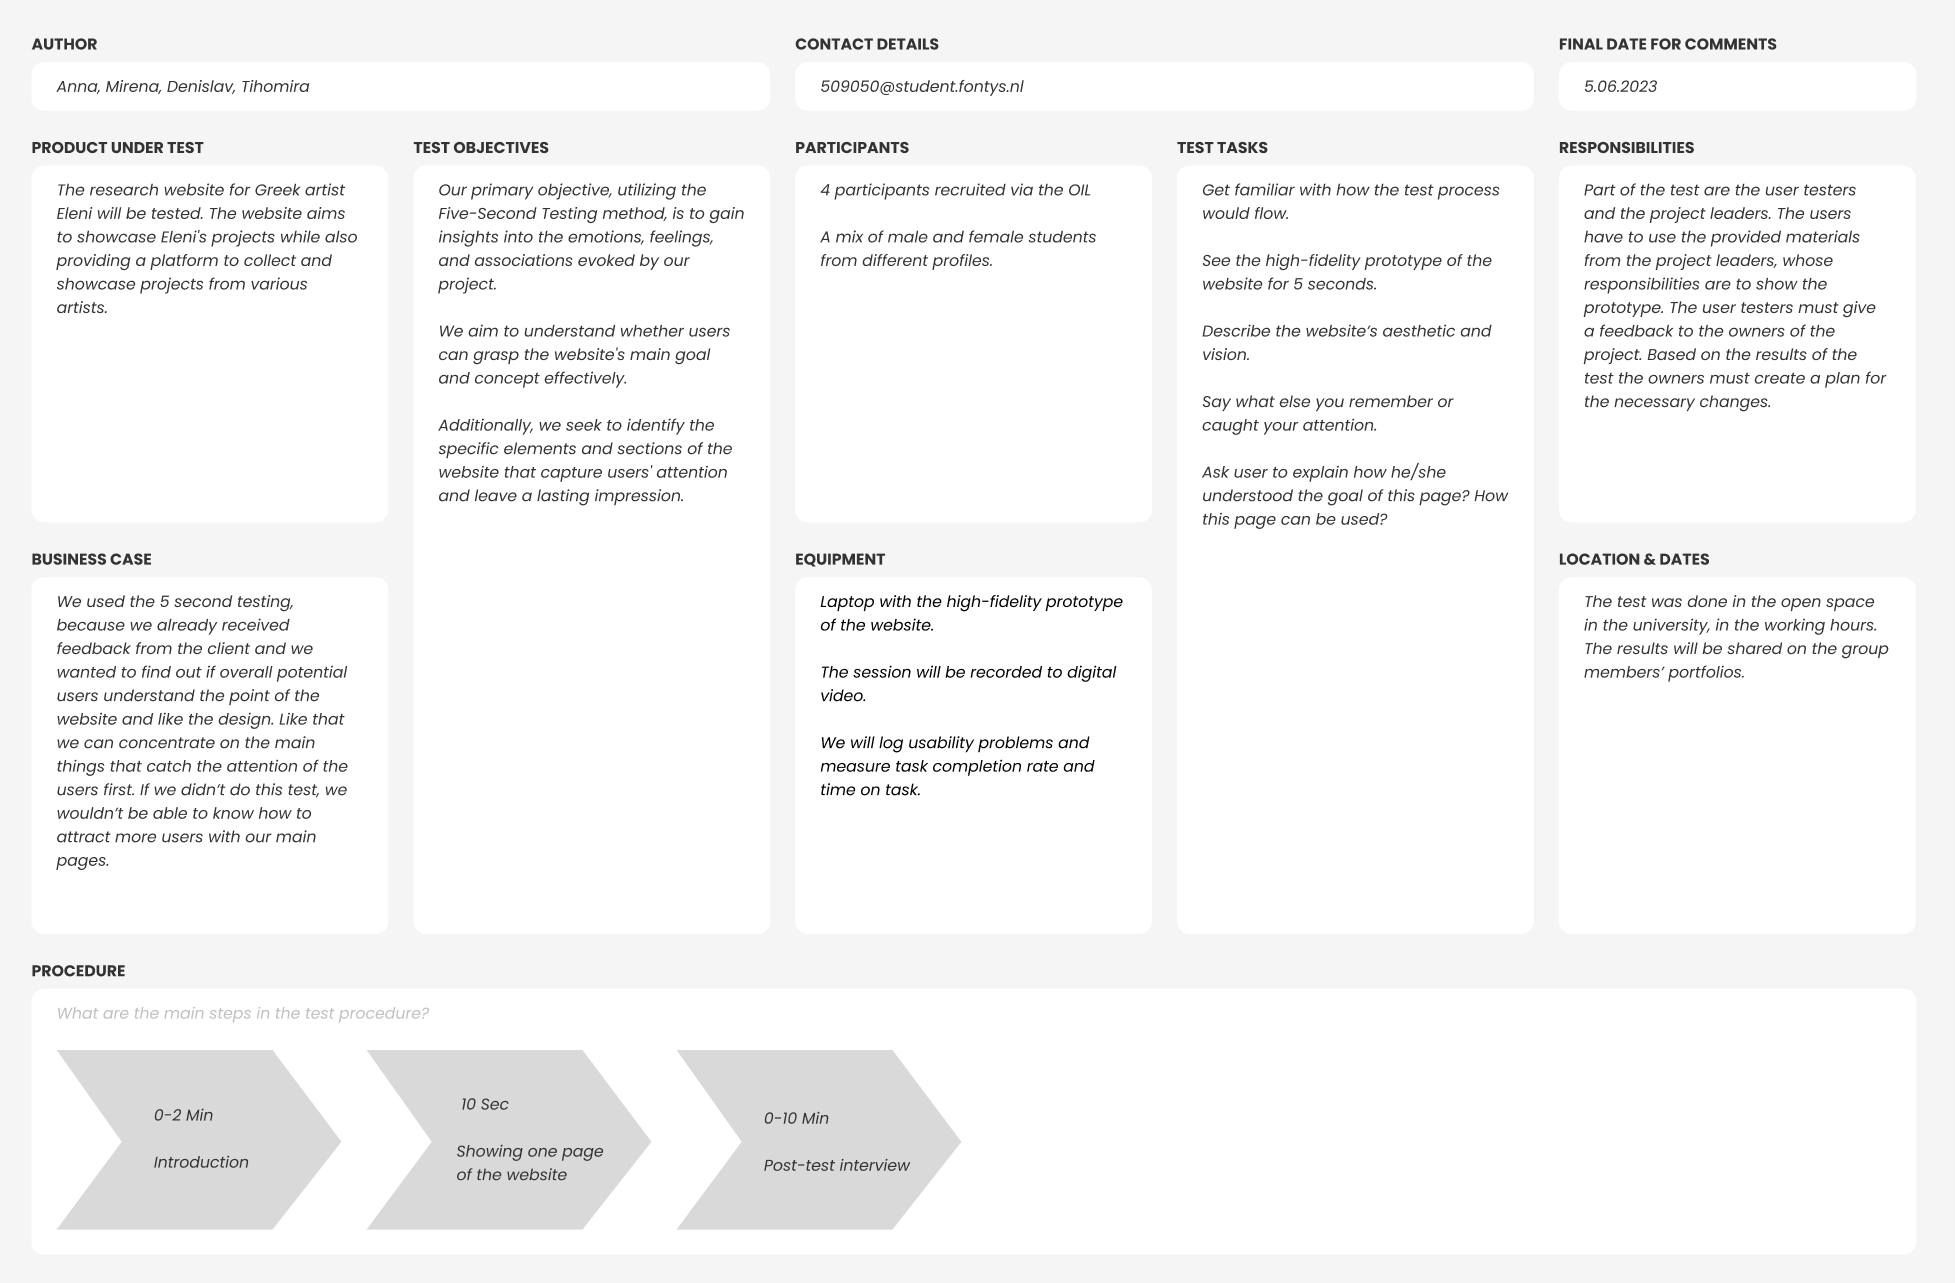 AUTHOR
Anna, Mirena, Denislav, Tihomira
CONTACT DETAILS
509050@student.fontys.nl
FINAL DATE FOR COMMENTS
5.06.2023
PRODUCT UNDER TEST
The research website for Greek artist
Eleni will be tested. The website aims
to showcase Eleni's projects while also
providing a platform to collect and
showcase projects from various
artists.
BUSINESS CASE
We used the 5 second testing,
because we already received
feedback from the client and we
wanted to find out if overall potential
users understand the point of the
website and like the design. Like that
we can concentrate on the main
things that catch the attention of the
users first. If we didn’t do this test, we
wouldn’t be able to know how to
attract more users with our main
pages.
TEST OBJECTIVES
Our primary objective, utilizing the
Five-Second Testing method, is to gain
insights into the emotions, feelings,
and associations evoked by our
project.
We aim to understand whether users
can grasp the website's main goal
and concept effectively.
Additionally, we seek to identify the
specific elements and sections of the
website that capture users' attention
and leave a lasting impression.
PARTICIPANTS
4 participants recruited via the OIL
A mix of male and female students
from different profiles.
EQUIPMENT
Laptop with the high-fidelity prototype
of the website.
The session will be recorded to digital
video.
We will log usability problems and
measure task completion rate and
time on task.
TEST TASKS
Get familiar with how the test process
would flow.
See the high-fidelity prototype of the
website for 5 seconds.
Describe the website’s aesthetic and
vision.
Say what else you remember or
caught your attention.
Ask user to explain how he/she
understood the goal of this page? How
this page can be used?
RESPONSIBILITIES
Part of the test are the user testers
and the project leaders. The users
have to use the provided materials
from the project leaders, whose
responsibilities are to show the
prototype. The user testers must give
a feedback to the owners of the
project. Based on the results of the
test the owners must create a plan for
the necessary changes.
LOCATION & DATES
The test was done in the open space
in the university, in the working hours.
The results will be shared on the group
members’ portfolios.
PROCEDURE
What are the main steps in the test procedure?
0-2 Min
Introduction
10 Sec
Showing one page
of the website
0-10 Min
Post-test interview